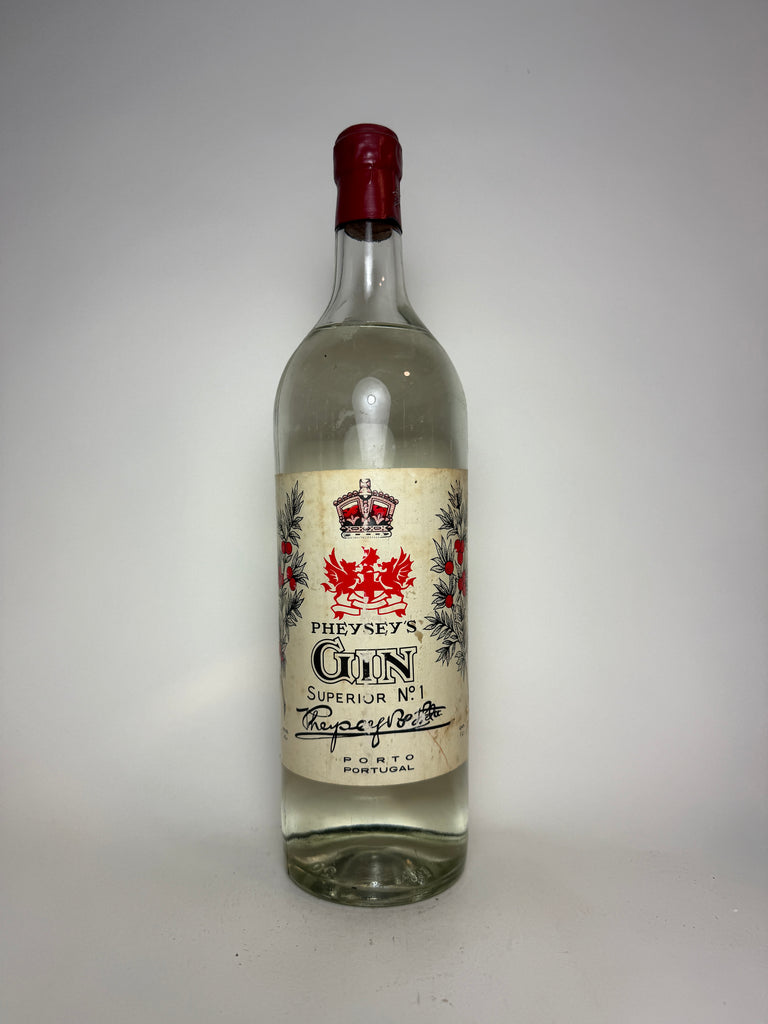 PHEYSEY'S
GIN
SUPERIOR Nº1
PORTO
PORTUGAL